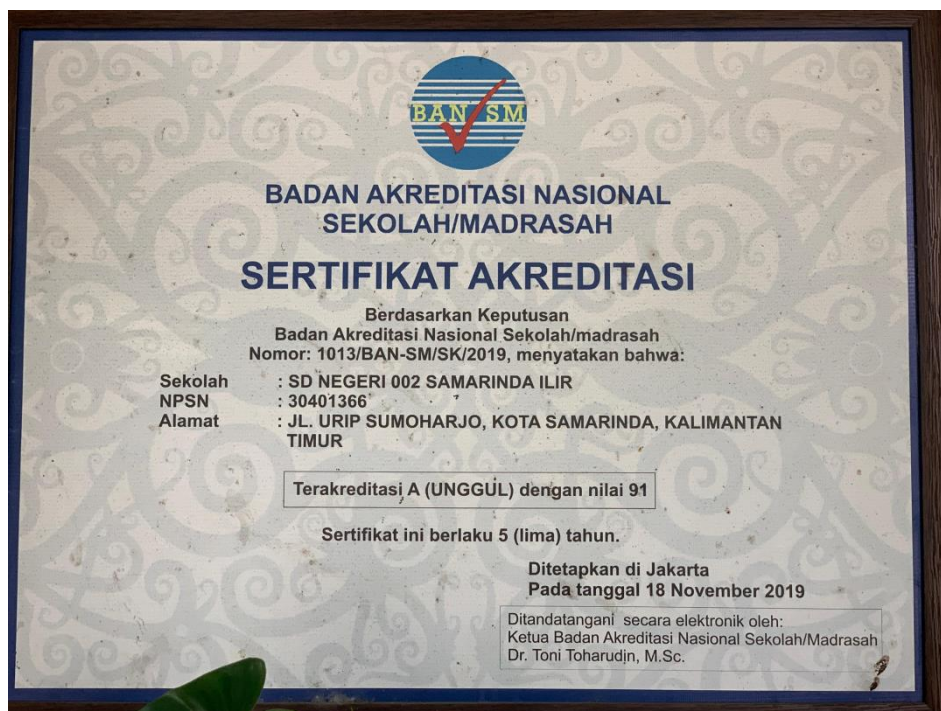 BAN SM
BADAN AKREDITASI NASIONAL
SEKOLAH/MADRASAH
SERTIFIKAT AKREDITASI
Berdasarkan Keputusan
Badan Akreditasi Nasional Sekolah/madrasah
Nomor: 1013/BAN-SM/SK/2019, menyatakan bahwa:
Sekolah : SD NEGERI 002 SAMARINDA ILIR
NPSN : 30401366
Alamat : JL. URIP SUMOHARJO, KOTA SAMARINDA, KALIMANTAN
TIMUR
Terakreditasi A (UNGGUL) dengan nilai 91
Sertifikat ini berlaku 5 (lima) tahun.
Ditetapkan di Jakarta
Pada tanggal 18 November 2019
Ditandatangani secara elektronik oleh:
Ketua Badan Akreditasi Nasional Sekolah/Madrasah
Dr. Toni Toharudin, M.Sc.